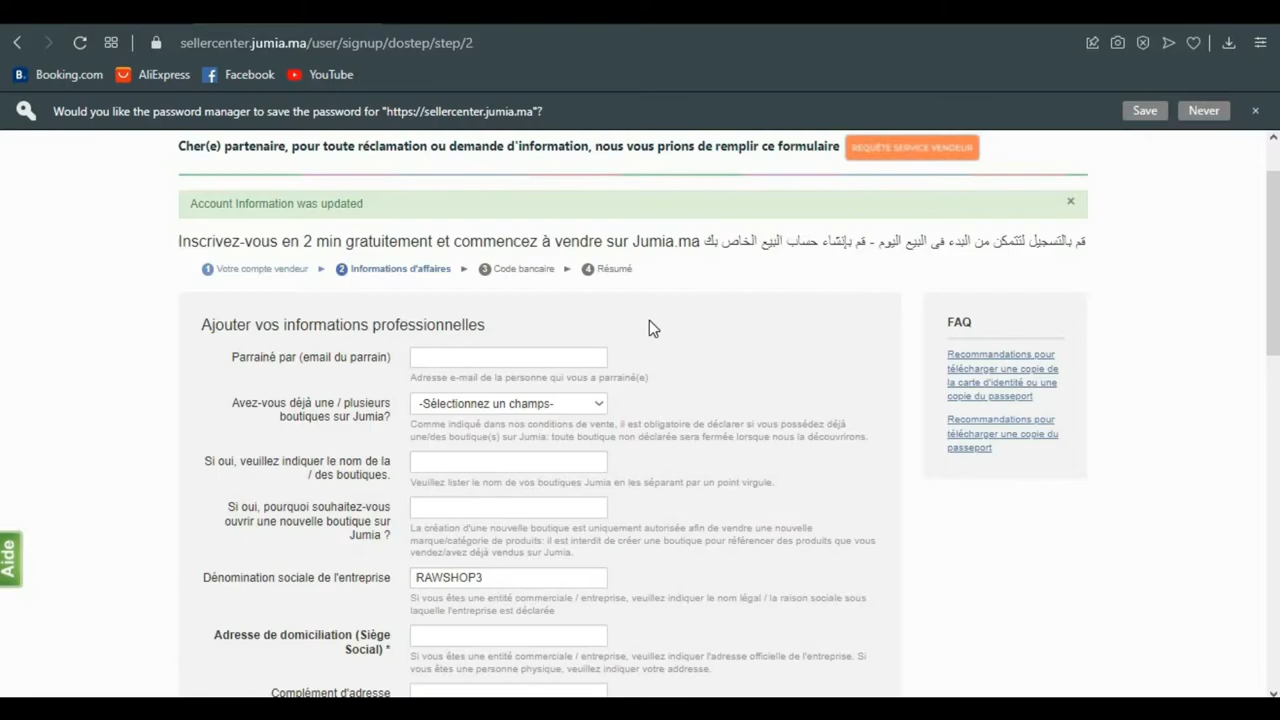 sellercenter.jumia.ma/user/signup/dostep/step/2
B. Booking.com AliExpress Facebook YouTube
Would you like the password manager to save the password for "https://sellercenter.jumia.ma"? Save Never
Cher(e) partenaire, pour toute réclamation ou demande d'information, nous vous prions de remplir ce formulaire REQUÊTE SERVICE VENDEUR
Account Information was updated
Inscrivez-vous en 2 min gratuitement et commencez à vendre sur Jumia.ma قم بالتسجيل لتتمكن من البدء في البيع اليوم - قم بإنشاء حساب البيع الخاص بك
1 Votre compte vendeur 2 Informations d'affaires 3 Code bancaire 4 Résumé
Ajouter vos informations professionnelles
Parrainé par (email du parrain)
Adresse e-mail de la personne qui vous a parrainé(e)
Avez-vous déjà une / plusieurs
boutiques sur Jumia?
-Sélectionnez un champs-
Comme indiqué dans nos conditions de vente, il est obligatoire de déclarer si vous possédez déjà
une/des boutique(s) sur Jumia: toute boutique non déclarée sera fermée lorsque nous la découvrirons.
Si oui, veuillez indiquer le nom de la
/ des boutiques.
Veuillez lister le nom de vos boutiques Jumia en les séparant par un point virgule.
Si oui, pourquoi souhaitez-vous
ouvrir une nouvelle boutique sur
Jumia ?
La création d'une nouvelle boutique est uniquement autorisée afin de vendre une nouvelle
marque/catégorie de produits: il est interdit de créer une boutique pour référencer des produits que vous
vendez/avez déjà vendus sur Jumia.
Dénomination sociale de l'entreprise
RAWSHOP3
Si vous êtes une entité commerciale / entreprise, veuillez indiquer le nom légal / la raison sociale sous
laquelle l'entreprise est déclarée
Adresse de domiciliation (Siège
Social) *
Si vous êtes une entité commerciale / entreprise, veuillez indiquer l'adresse officielle de l'entreprise. Si
vous êtes une personne physique, veuillez indiquer votre addresse.
Complément d'adresse
FAQ
Recommandations pour
télécharger une copie de
la carte d'identité ou une
copie du passeport
Recommandations pour
télécharger une copie du
passeport
Aide